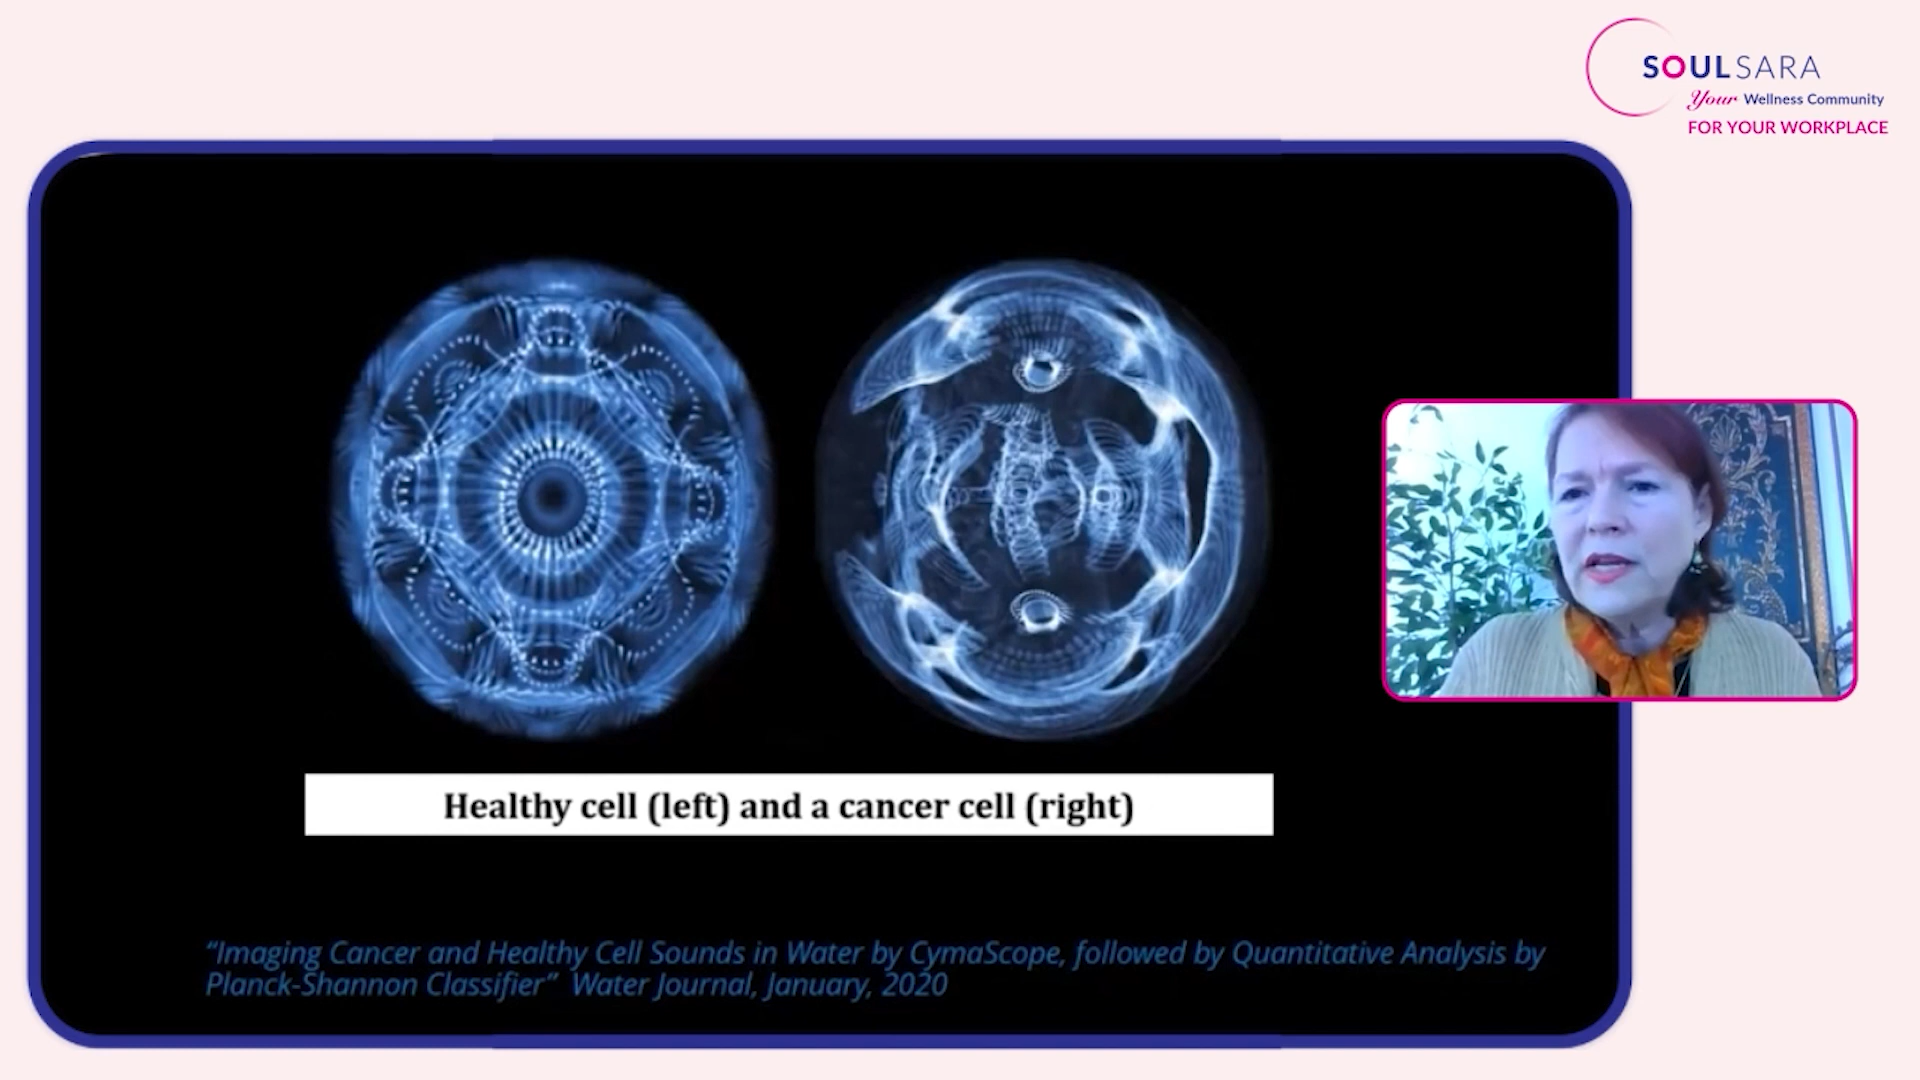 SOULSARA
Your Wellness Community
FOR YOUR WORKPLACE
Healthy cell (left) and a cancer cell (right)
“Imaging Cancer and Healthy Cell Sounds in Water by CymaScope, followed by Quantitative Analysis by
Planck-Shannon Classifier” Water Journal, January, 2020